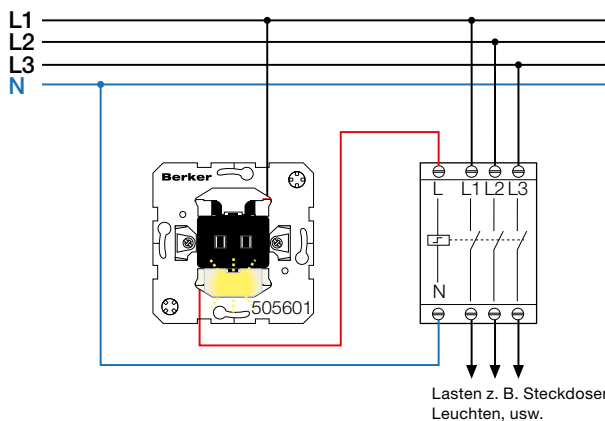 L1
L2
L3
N
Berker
505601
L L1 L2 L3
N
Lasten z. B. Steckdosen
Leuchten, usw.